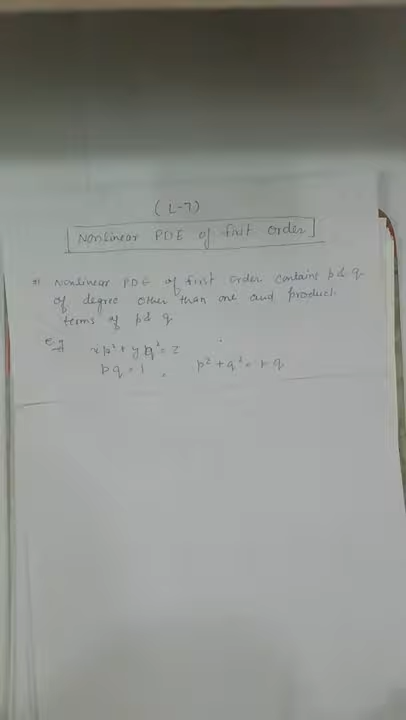 (L-7)
Nonlinear PDE of first order
Nonlinear PDE of first order contains p & q
of degree other than one and product
terms of p & q
e.g
xp² + yq² = z
pq = 1 , p² + q² = pq